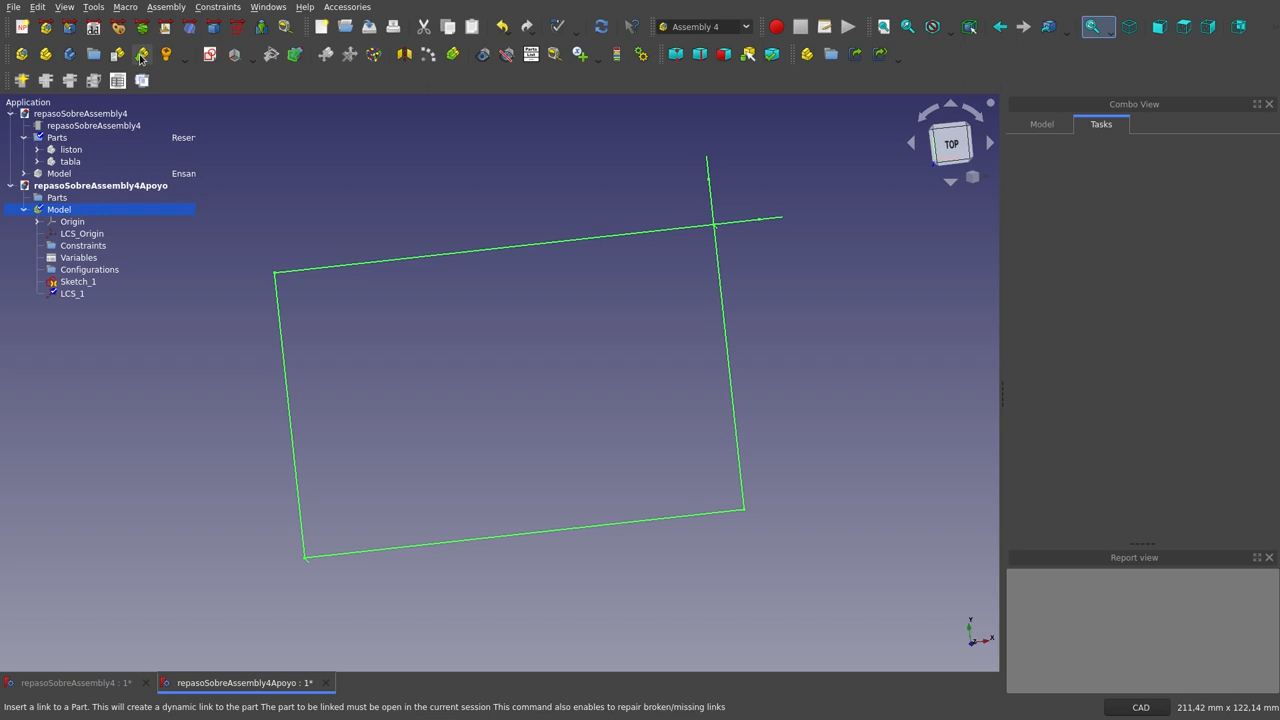 File Edit View Tools Macro Assembly Constraints Windows Help Accessories
Assembly 4
Application
repasoSobreAssembly4
repasoSobreAssembly4
Parts Reser
liston
tabla
Model Ensan
repasoSobreAssembly4Apoyo
Parts
Model
Origin
LCS_Origin
Constraints
Variables
Configurations
Sketch_1
LCS_1
TOP
Y
X
Z
Combo View
Model Tasks
Report view
repasoSobreAssembly4 : 1* repasoSobreAssembly4Apoyo : 1*
Insert a link to a Part. This will create a dynamic link to the part The part to be linked must be open in the current session This command also enables to repair broken/missing links CAD 211,42 mm x 122,14 mm